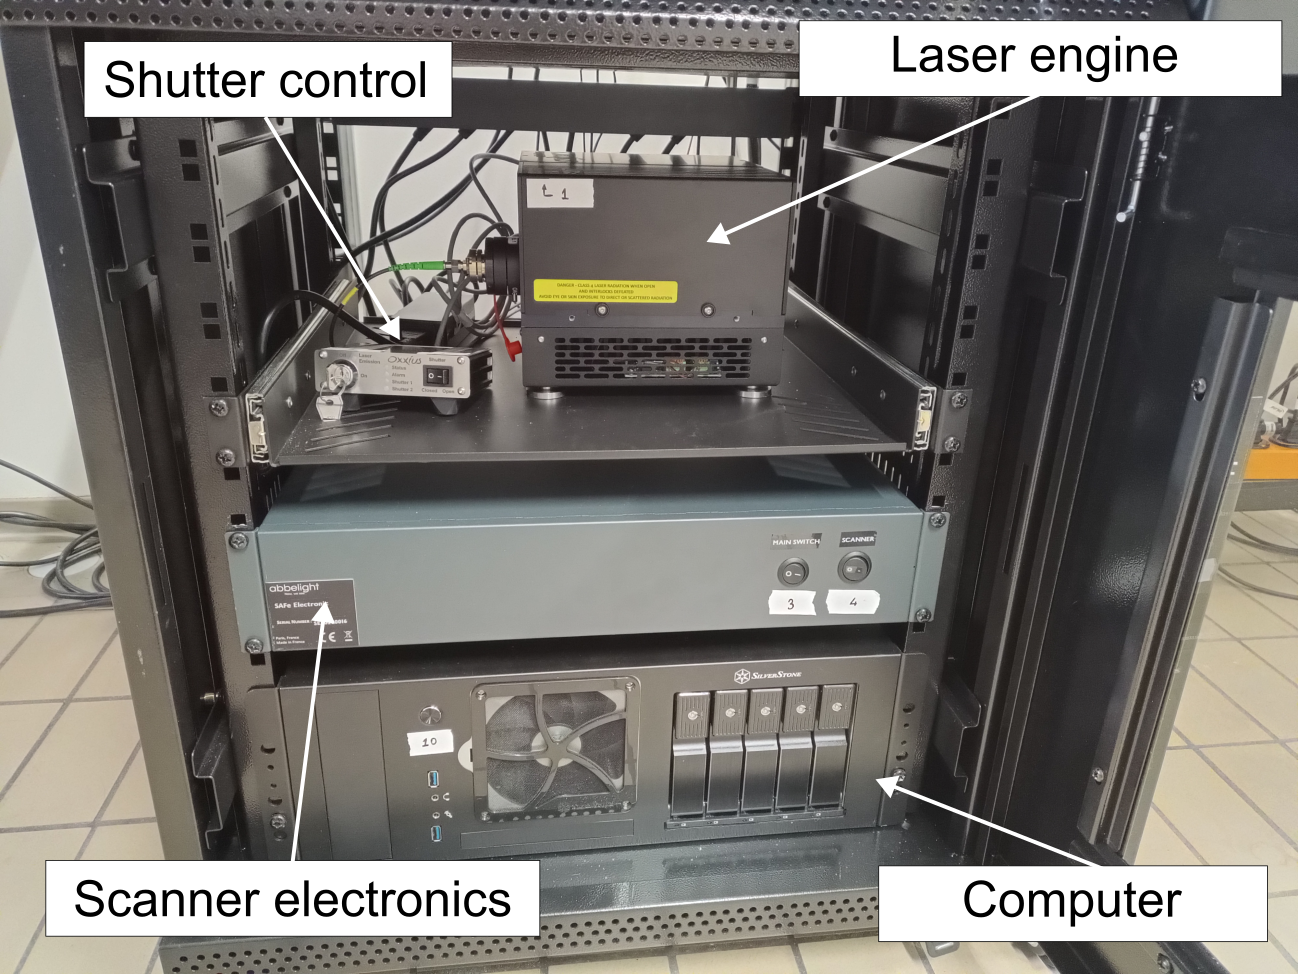 Shutter control
Laser engine
1
DANGER - CLASS 4 LASER RADIATION WHEN OPEN
AND INTERLOCKS DEFEATED
AVOID EYE OR SKIN EXPOSURE TO DIRECT OR SCATTERED RADIATION
Laser
Emission
On
Oxxius
Status
Alarm
Shutter 1
Shutter 2
Shutter
Closed Open
MAIN SWITCH
SCANNER
3
4
abbelight
SAFe Electronic
SERIAL NUMBER
Paris, France
Made in France
CE
SILVERSTONE
10
Scanner electronics
Computer